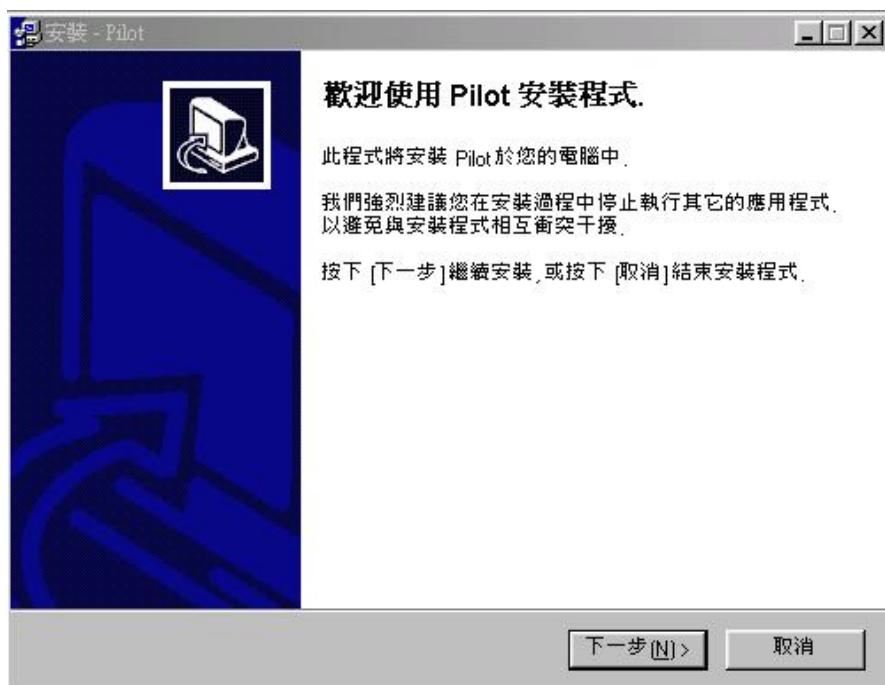 安裝 - Pilot
歡迎使用 Pilot 安裝程式.
此程式將安裝 Pilot 於您的電腦中.
我們強烈建議您在安裝過程中停止執行其它的應用程式,
以避免與安裝程式相互衝突干擾.
按下 [下一步]繼續安裝,或按下 [取消]結束安裝程式.
下一步(N) >
取消